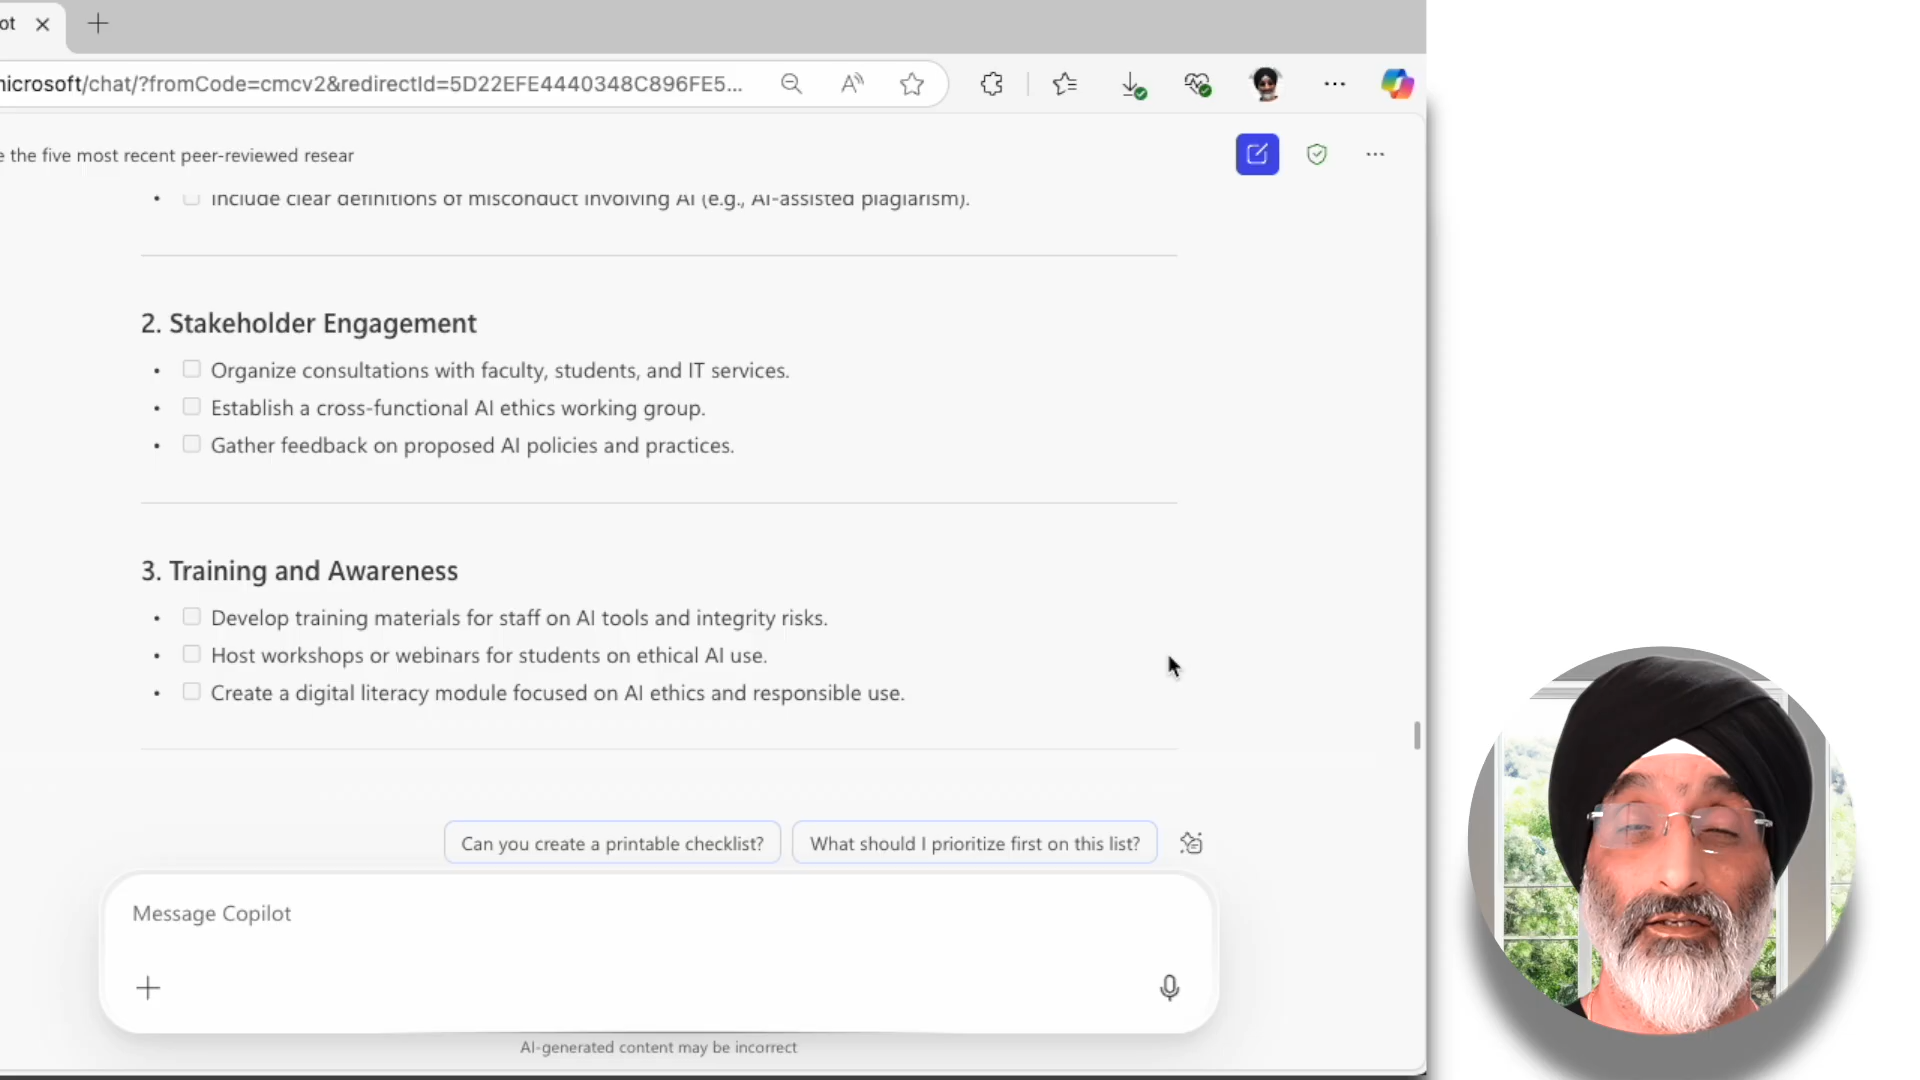 ot
microsoft/chat/?fromCode=cmcv2&redirectId=5D22EFE4440348C896FE5...
e the five most recent peer-reviewed resear
• Include clear definitions of misconduct involving AI (e.g., AI-assisted plagiarism).
2. Stakeholder Engagement
• Organize consultations with faculty, students, and IT services.
• Establish a cross-functional AI ethics working group.
• Gather feedback on proposed AI policies and practices.
3. Training and Awareness
• Develop training materials for staff on AI tools and integrity risks.
• Host workshops or webinars for students on ethical AI use.
• Create a digital literacy module focused on AI ethics and responsible use.
Can you create a printable checklist?
What should I prioritize first on this list?
Message Copilot
AI-generated content may be incorrect